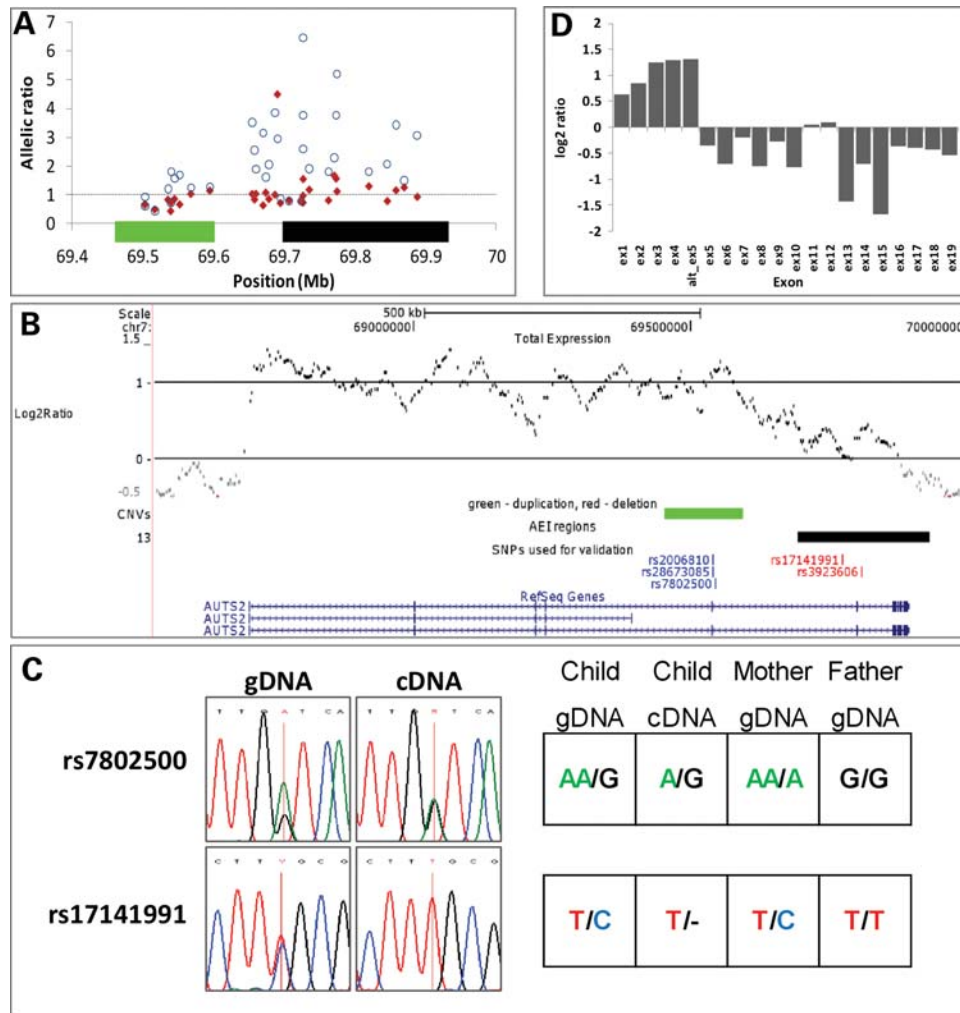 A
Allelic ratio
7
6
5
4
3
2
1
0
69.4 69.5 69.6 69.7 69.8 69.9 70
Position (Mb)
D
log2 ratio
2
1.5
1
0.5
0
-0.5
-1
-1.5
-2
ex1 ex2 ex3 ex4 alt_ex5 ex5 ex6 ex7 ex8 ex9 ex10 ex11 ex12 ex13 ex14 ex15 ex16 ex17 ex18 ex19
Exon
B
Scale 500 kb
chr7: 69000000 69500000 70000000
1.5 _ Total Expression
1 -
Log2Ratio
0 -
-0.5
CNVs green - duplication, red - deletion
AEI regions
13
SNPs used for validation
rs2006810 rs17141991
rs28673085 rs3923606
rs7802500
RefSeq Genes
AUTS2
AUTS2
AUTS2
C
gDNA cDNA
Child Child Mother Father
gDNA cDNA gDNA gDNA
rs7802500
T T G A T C A
T T G R T C A
AA/G A/G AA/A G/G
rs17141991
C T T Y G C G
C T T T G C G
T/C T/- T/C T/T